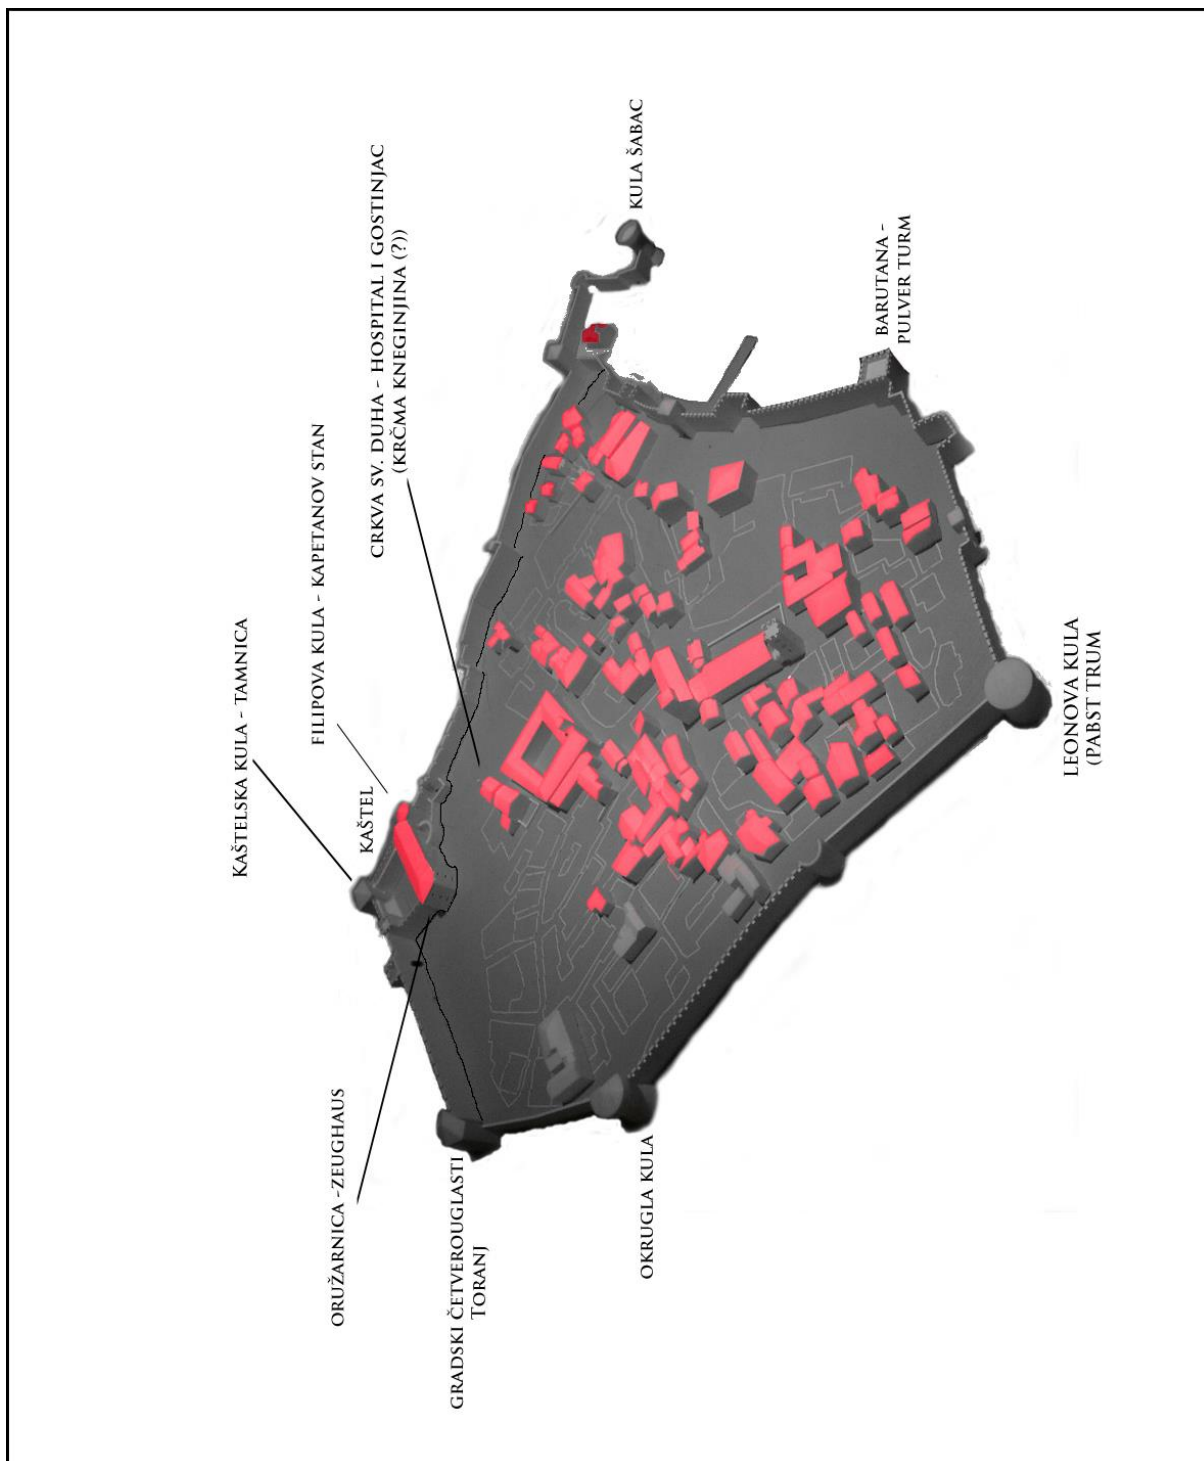 KAŠTELSKA KULA - TAMNICA
FILIPOVA KULA - KAPETANOV STAN
KAŠTEL
CRKVA SV. DUHA - HOSPITAL I GOSTINJAC
(KRČMA KNEGINJINA (?))
KULA ŠABAC
BARUTANA -
PULVER TURM
ORUŽARNICA -ZEUGHAUS
GRADSKI ČETVEROUGLASTI
TORANJ
OKRUGLA KULA
LEONOVA KULA
(PABST TRUM)